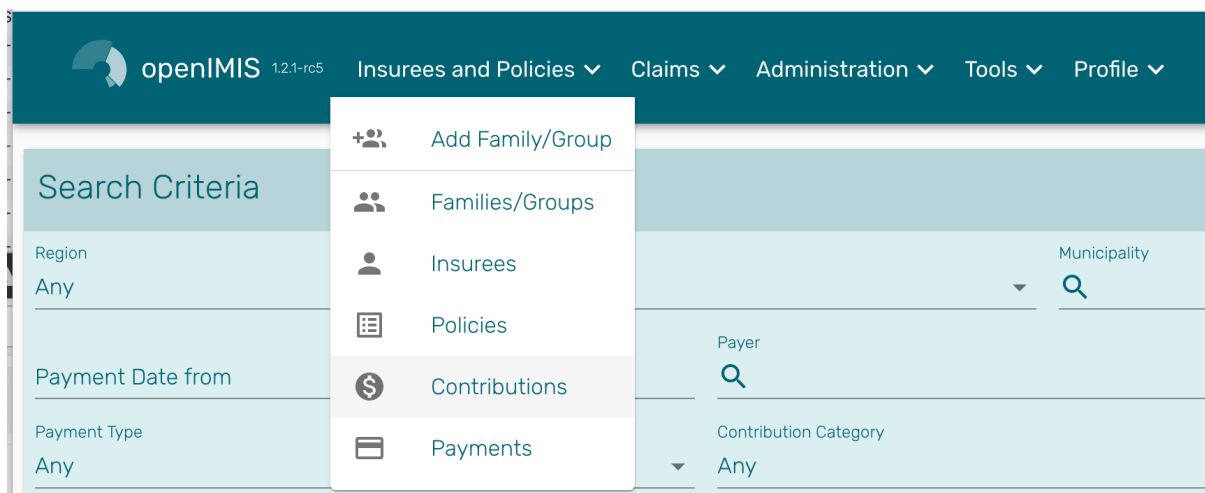 openIMIS 1.2.1-rc5 Insurees and Policies Claims Administration Tools Profile
Add Family/Group
Search Criteria
Families/Groups
Region
Municipality
Any
Insurees
Policies
Payer
Payment Date from
Contributions
Payment Type
Contribution Category
Any
Payments
Any